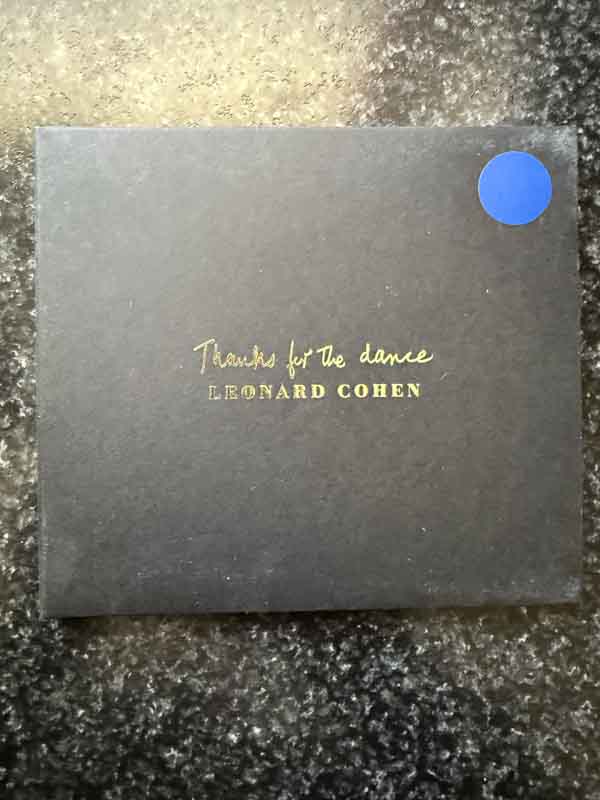 Thanks for the dance
LEONARD COHEN